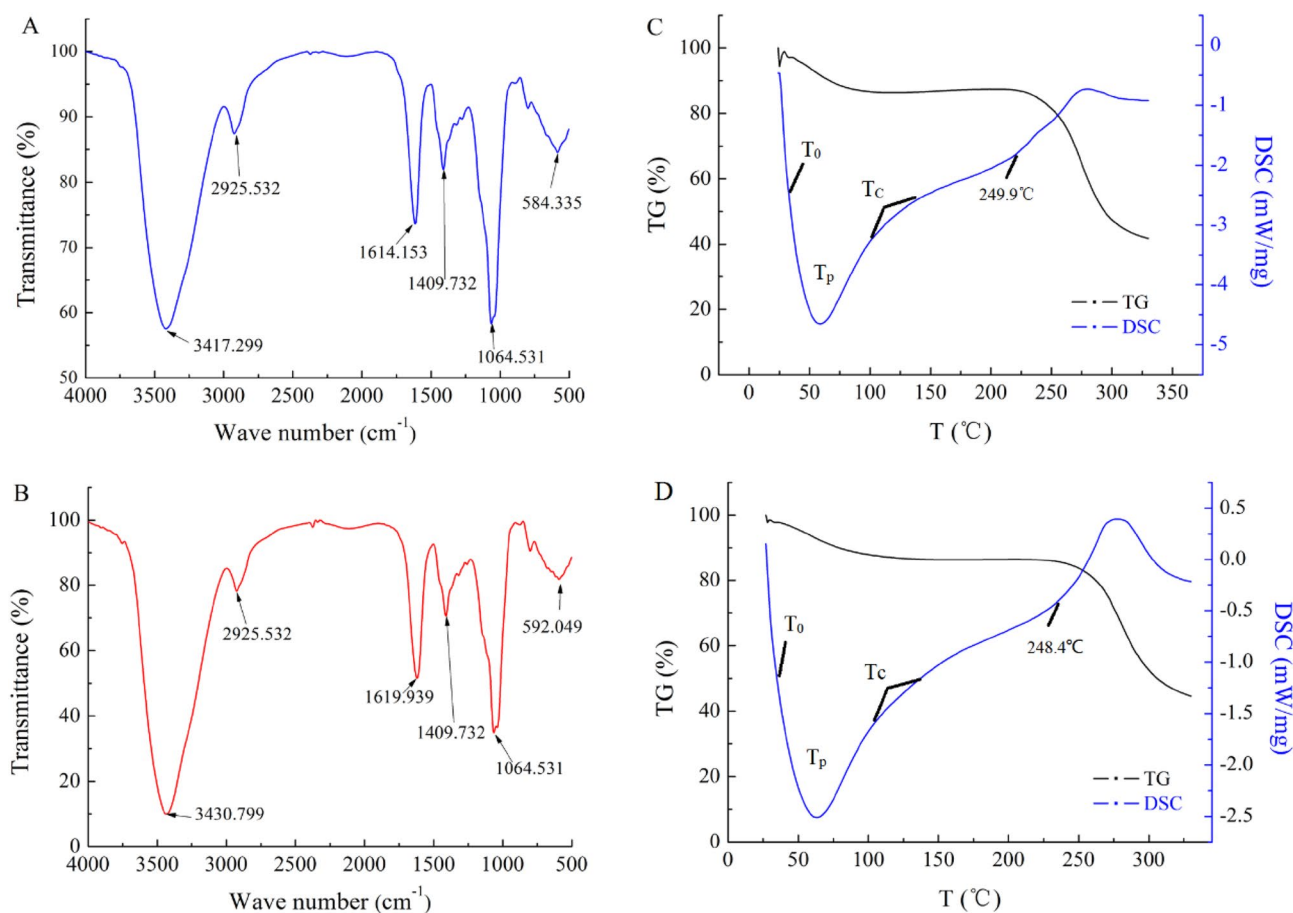 A
100
90
80
70
60
50
Transmittance (%)
2925.532
3417.299
1614.153
1409.732
1064.531
584.335
4000 3500 3000 2500 2000 1500 1000 500
Wave number (cm-1)
C
100
80
60
40
20
0
TG (%)
T0
Tp
TC
249.9℃
TG
DSC
0
-1
-2
-3
-4
-5
DSC (mW/mg)
0 50 100 150 200 250 300 350
T (℃)
B
100
80
60
40
20
0
Transmittance (%)
2925.532
3430.799
1619.939
1409.732
1064.531
592.049
4000 3500 3000 2500 2000 1500 1000 500
Wave number (cm-1)
D
100
80
60
40
20
0
TG (%)
T0
Tp
Tc
248.4℃
TG
DSC
0.5
0.0
-0.5
-1.0
-1.5
-2.0
-2.5
DSC (mW/mg)
0 50 100 150 200 250 300
T (℃)